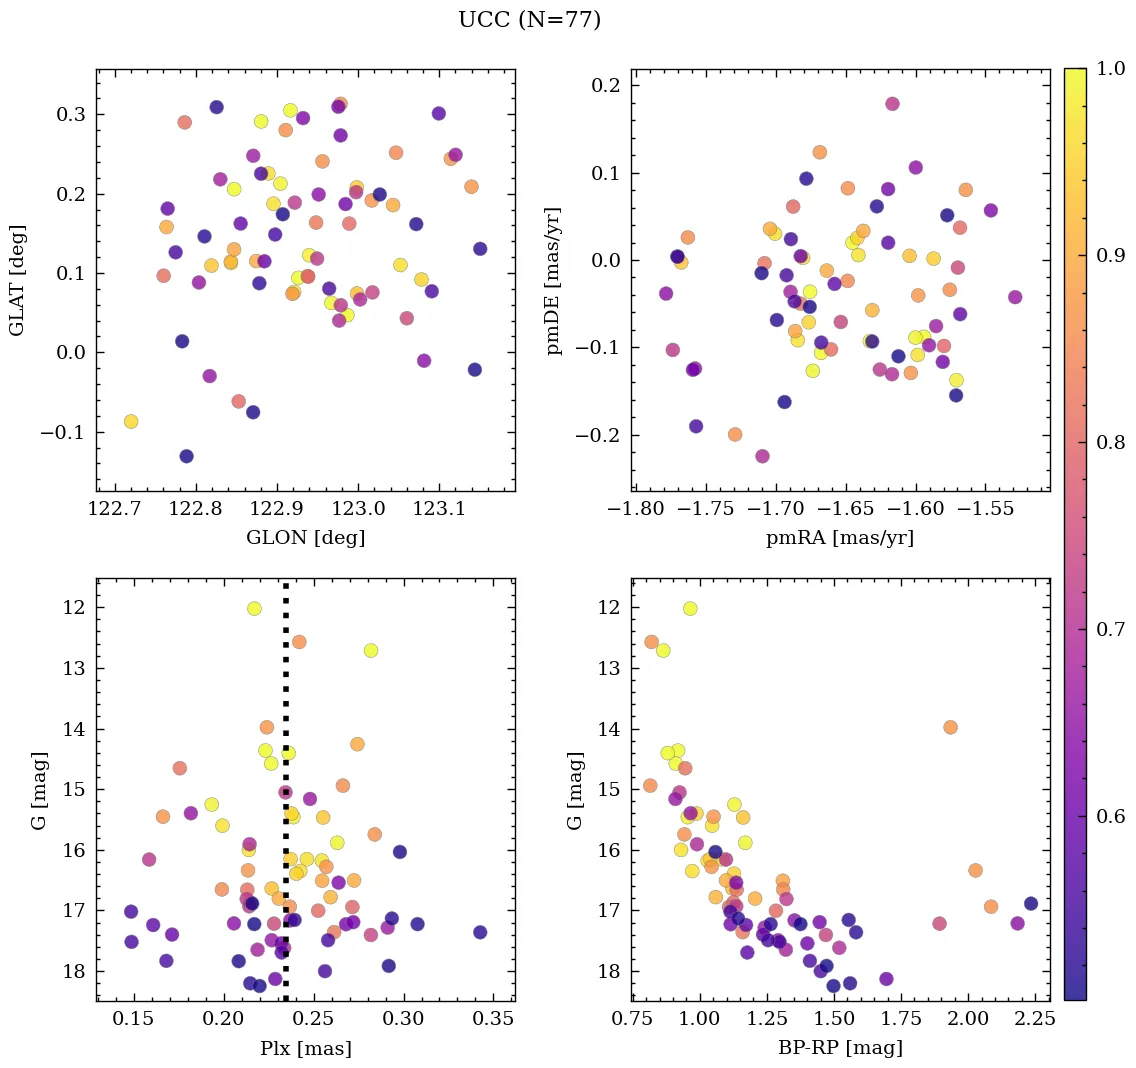 UCC (N=77)
0.3
0.2
0.1
0.0
−0.1
GLAT [deg]
122.7 122.8 122.9 123.0 123.1
GLON [deg]
0.2
0.1
0.0
−0.1
−0.2
pmDE [mas/yr]
−1.80 −1.75 −1.70 −1.65 −1.60 −1.55
pmRA [mas/yr]
12
13
14
15
16
17
18
G [mag]
0.15 0.20 0.25 0.30 0.35
Plx [mas]
12
13
14
15
16
17
18
G [mag]
0.75 1.00 1.25 1.50 1.75 2.00 2.25
BP-RP [mag]
1.0
0.9
0.8
0.7
0.6